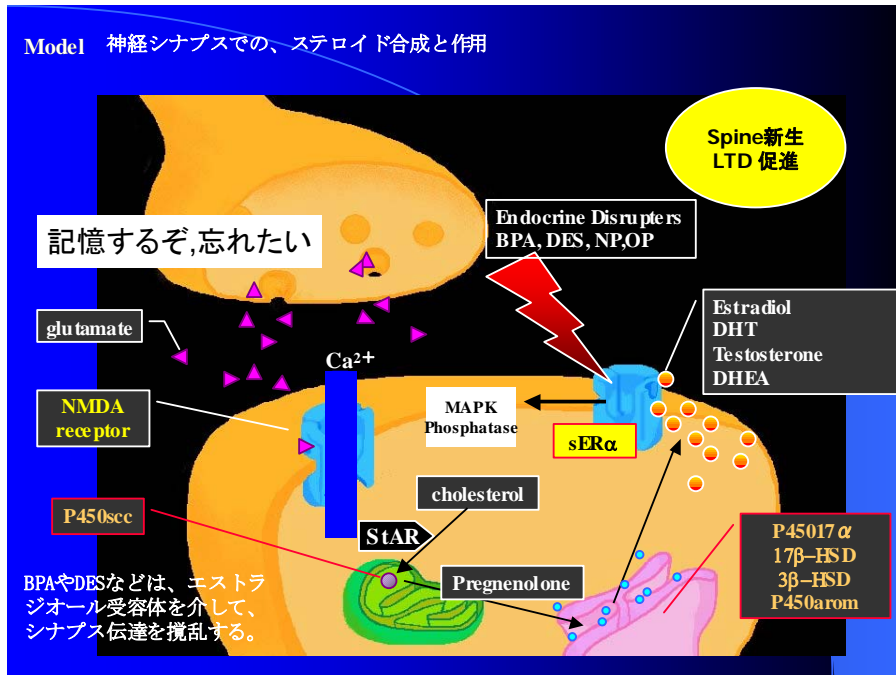 Model 神経シナプスでの、ステロイド合成と作用
Spine新生
LTD 促進
記憶するぞ,忘れたい
Endocrine Disrupters
BPA, DES, NP,OP
glutamate
Ca²⁺
Estradiol
DHT
Testosterone
DHEA
NMDA
receptor
MAPK
Phosphatase
sERα
P450scc
cholesterol
StAR
Pregnenolone
P45017α
17β-HSD
3β-HSD
P450arom
BPAやDESなどは、エストラ
ジオール受容体を介して、
シナプス伝達を攪乱する。